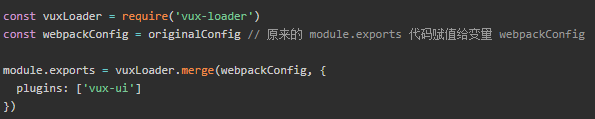 const vuxLoader = require('vux-loader')
const webpackConfig = originalConfig // 原来的 module.exports 代码赋值给变量 webpackConfig
module.exports = vuxLoader.merge(webpackConfig, {
plugins: ['vux-ui']
})